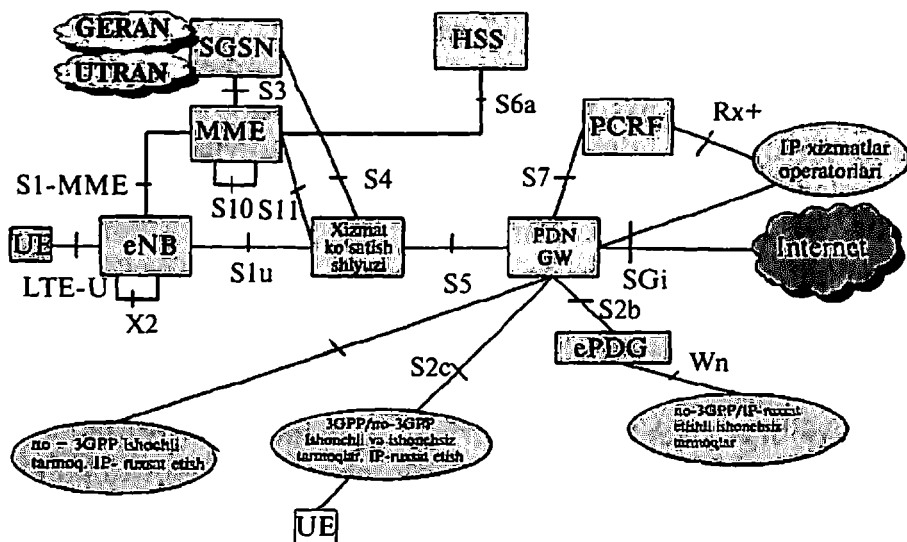 GERAN
SGSN
HSS
UTRAN
S3
S6a
MME
PCRF
Rx+
IP xizmatlar
operatorlari
S1-MME
S10
S11
S4
S7
UE
eNB
Xizmat
ko'satish
shlyuzi
PDN
GW
Internet
LTE-U
S1u
S5
SGi
X2
S2b
ePDG
S2c
Wn
no – 3GPP ishochli
tarmoq, IP- ruxsat etish
3GPP/no-3GPP
ishonchli va ishonchsiz
tarmoqlar, IP-ruxsat etish
no-3GPP/IP-ruxsat
etishli ishonchsiz
tarmoqlar
UE